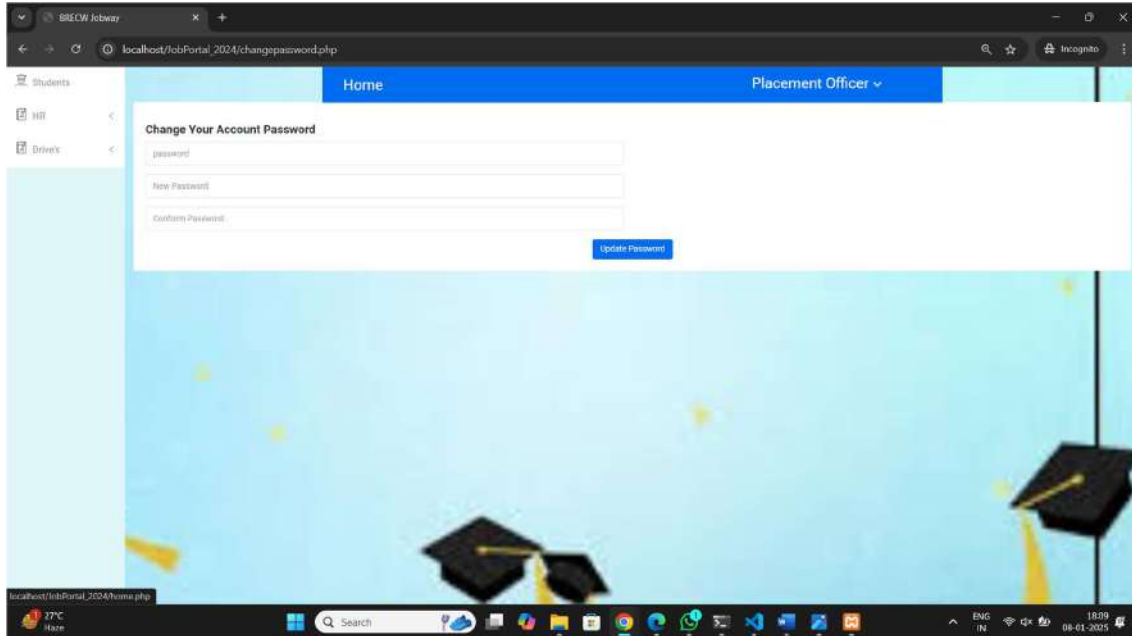 BRECW Jobway
localhost/JobPortal_2024/changepassword.php
Incognito
Students
Home
Placement Officer
HR
Drive's
Change Your Account Password
password
New Password
Conform Password
Update Password
localhost/JobPortal_2024/home.php
27°C
Haze
Search
ENG
IN
18:09
08-01-2025